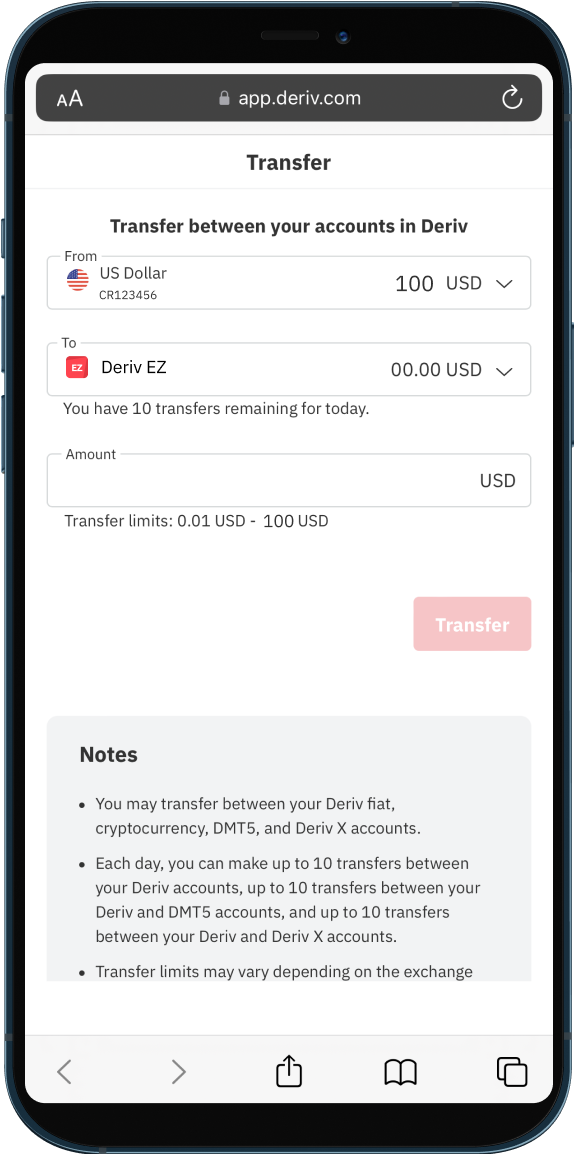 AA
app.deriv.com
Transfer
Transfer between your accounts in Deriv
From
US Dollar
CR123456
100 USD
To
EZ
Deriv EZ
00.00 USD
You have 10 transfers remaining for today.
Amount
USD
Transfer limits: 0.01 USD - 100 USD
Transfer
Notes
• You may transfer between your Deriv fiat,
cryptocurrency, DMT5, and Deriv X accounts.
• Each day, you can make up to 10 transfers between
your Deriv accounts, up to 10 transfers between your
Deriv and DMT5 accounts, and up to 10 transfers
between your Deriv and Deriv X accounts.
• Transfer limits may vary depending on the exchange